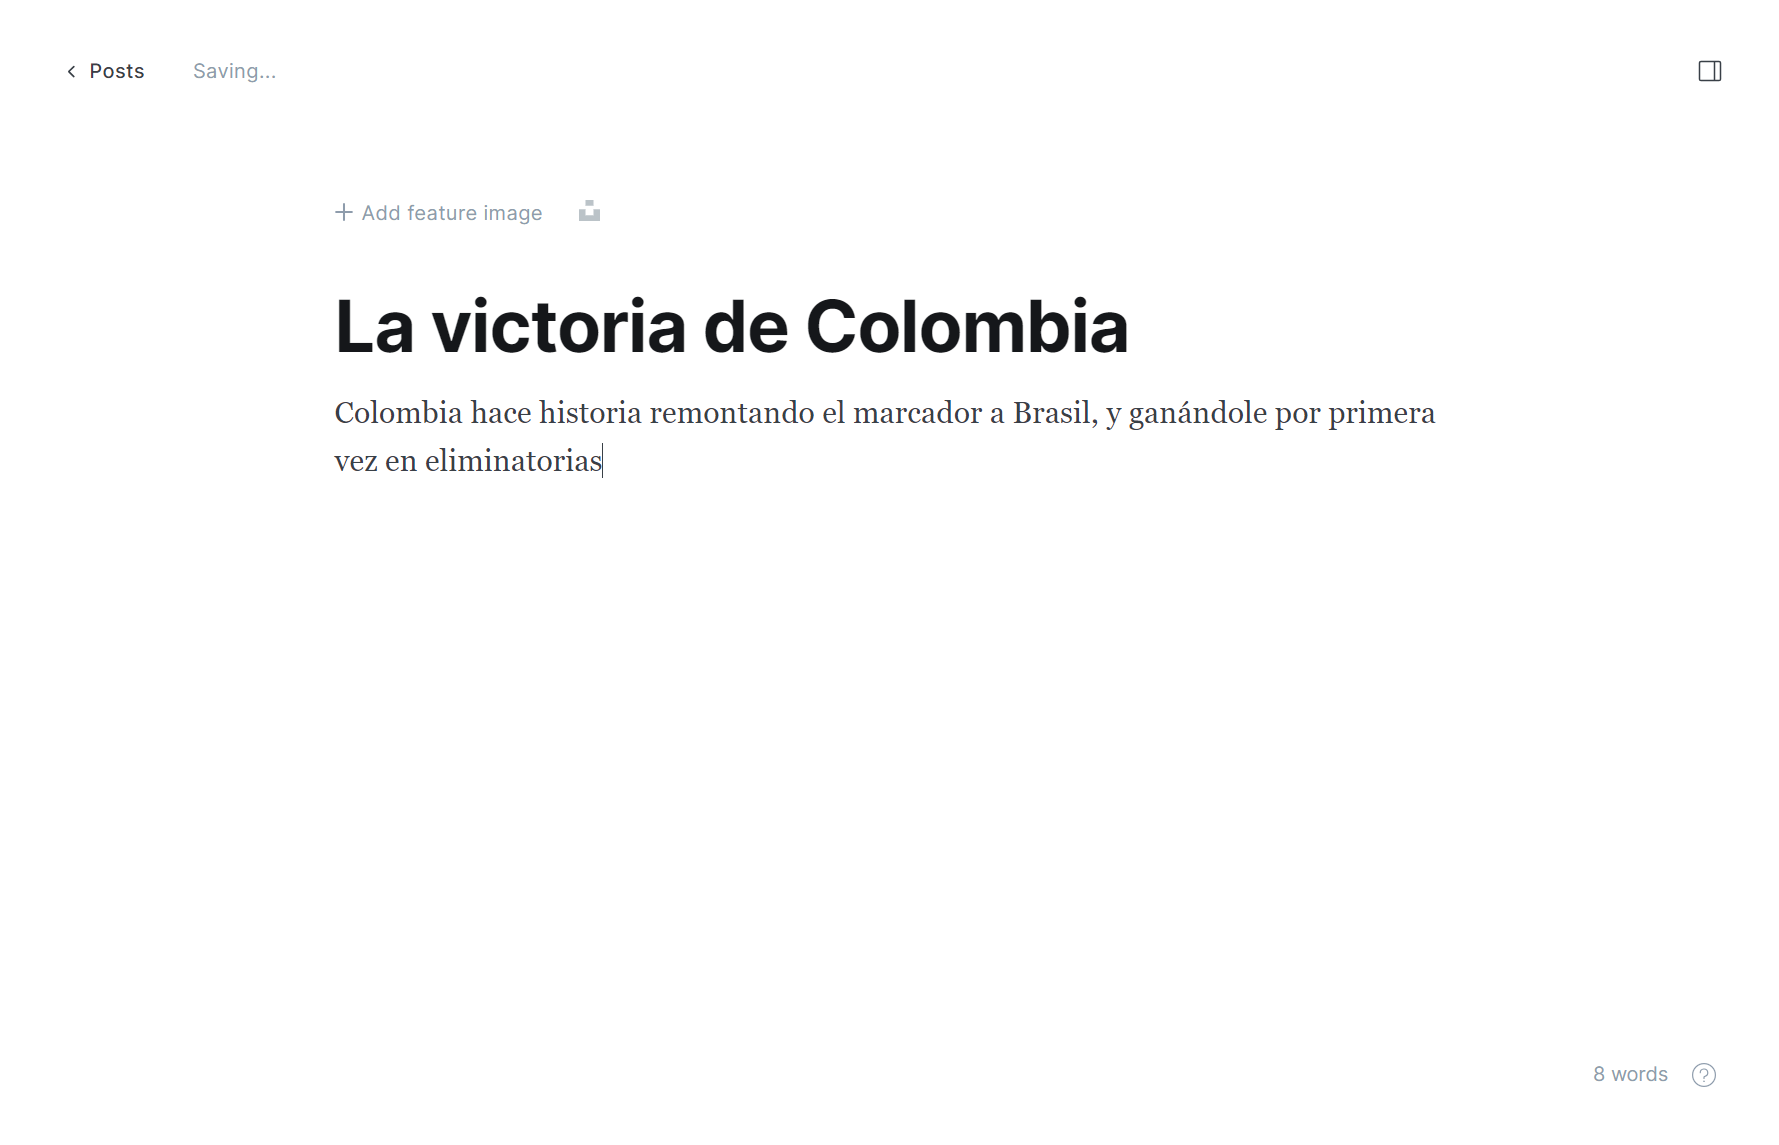 Posts
Saving...
Add feature image
La victoria de Colombia
Colombia hace historia remontando el marcador a Brasil, y ganándole por primera
vez en eliminatorias
8 words
?